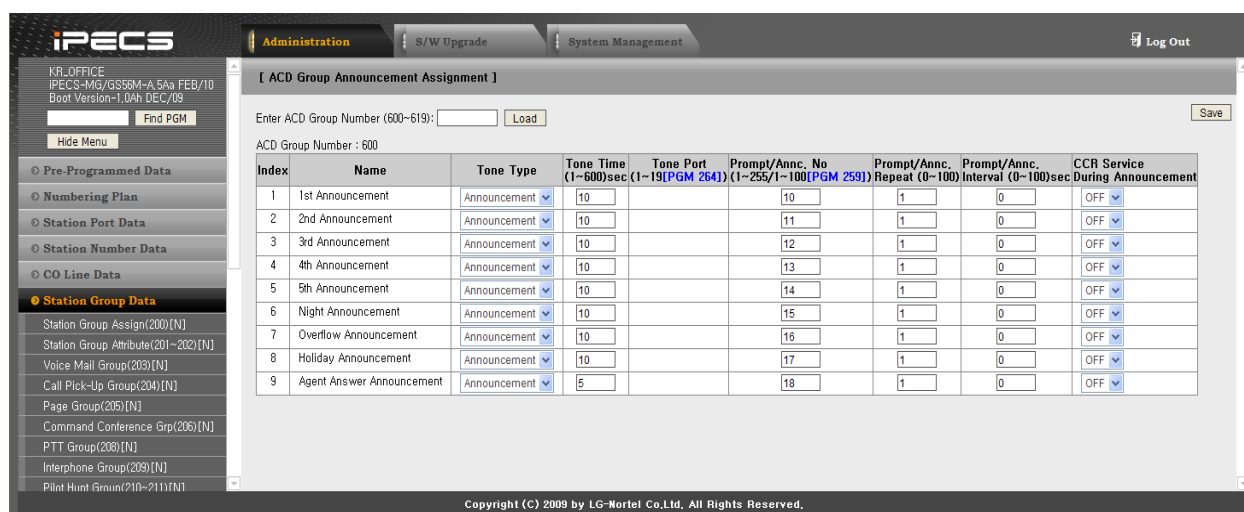 iPECS
Administration
S/W Upgrade
System Management
Log Out
KR_OFFICE
iPECS-MG/GS56M-A,5Aa FEB/10
Boot Version-1,0Ah DEC/09
Find PGM
Hide Menu
Pre-Programmed Data
Numbering Plan
Station Port Data
Station Number Data
CO Line Data
Station Group Data
Station Group Assign(200)[N]
Station Group Attribute(201~202)[N]
Voice Mail Group(203)[N]
Call Pick-Up Group(204)[N]
Page Group(205)[N]
Command Conference Grp(206)[N]
PTT Group(208)[N]
Interphone Group(209)[N]
Pilot Hunt Group(210~211)[N]
[ ACD Group Announcement Assignment ]
Enter ACD Group Number (600~619): Load
Save
ACD Group Number : 600
Index Name Tone Type Tone Time (1~600)sec Tone Port (1~19[PGM 264]) Prompt/Annc. No (1~255/1~100[PGM 259]) Prompt/Annc. Repeat (0~100) Prompt/Annc. Interval (0~100)sec CCR Service During Announcement
1 1st Announcement Announcement 10 10 1 0 OFF
2 2nd Announcement Announcement 10 11 1 0 OFF
3 3rd Announcement Announcement 10 12 1 0 OFF
4 4th Announcement Announcement 10 13 1 0 OFF
5 5th Announcement Announcement 10 14 1 0 OFF
6 Night Announcement Announcement 10 15 1 0 OFF
7 Overflow Announcement Announcement 10 16 1 0 OFF
8 Holiday Announcement Announcement 10 17 1 0 OFF
9 Agent Answer Announcement Announcement 5 18 1 0 OFF
Copyright (C) 2009 by LG-Nortel Co,Ltd, All Rights Reserved,